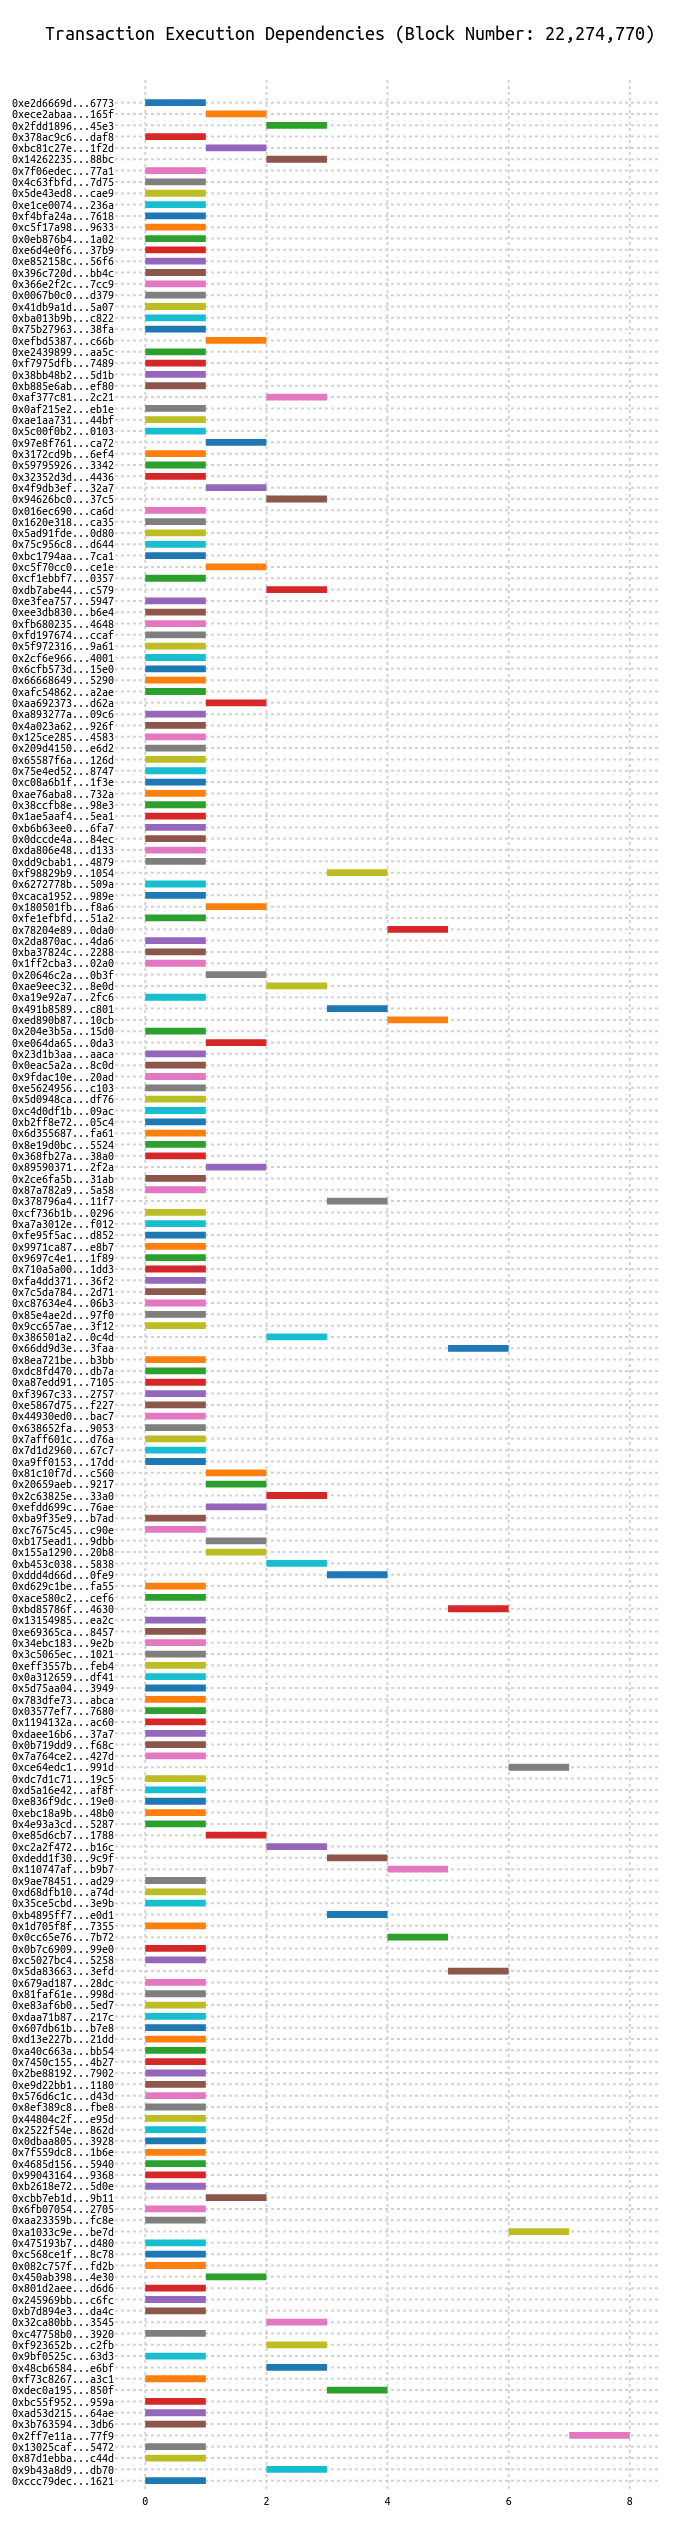 Transaction Execution Dependencies (Block Number: 22,274,770)
0xe2d6669d...6773
0xece2abaa...165f
0x2fdd1896...45e3
0x378ac9c6...daf8
0xbc81c27e...1f2d
0x14262235...88bc
0x7f06edec...77a1
0x4c63fbfd...7d75
0x5de43ed8...cae9
0xe1ce0074...236a
0xf4bfa24a...7618
0xc5f17a98...9633
0x0eb876b4...1a02
0xe6d4e0f6...37b9
0xe852158c...56f6
0x396c720d...bb4c
0x366e2f2c...7cc9
0x0067b0c0...d379
0x41db9a1d...5a07
0xba013b9b...c822
0x75b27963...38fa
0xefbd5387...c66b
0xe2439899...aa5c
0xf7975dfb...7489
0x38bb48b2...5d1b
0xb885e6ab...ef80
0xaf377c81...2c21
0x0af215e2...eb1e
0xae1aa731...44bf
0x5c00f0b2...0103
0x97e8f761...ca72
0x3172cd9b...6ef4
0x59795926...3342
0x32352d3d...4436
0x4f9db3ef...32a7
0x94626bc0...37c5
0x016ec690...ca6d
0x1620e318...ca35
0x5ad91fde...0d80
0x75c956c8...d644
0xbc1794aa...7ca1
0xc5f70cc0...ce1e
0xcf1ebbf7...0357
0xdb7abe44...c579
0xe3fea757...5947
0xee3db830...b6e4
0xfb680235...4648
0xfd197674...ccaf
0x5f972316...9a61
0x2cf6e966...4001
0x6cfb573d...15e0
0x66668649...5290
0xafc54862...a2ae
0xaa692373...d62a
0xa893277a...09c6
0x4a023a62...926f
0x125ce285...4583
0x209d4150...e6d2
0x65587f6a...126d
0x75e4ed52...8747
0xc08a6b1f...1f3e
0xae76aba8...732a
0x38ccfb8e...98e3
0x1ae5aaf4...5ea1
0xb6b63ee0...6fa7
0x0dccde4a...84ec
0xda806e48...d133
0xdd9cbab1...4879
0xf98829b9...1054
0x6272778b...509a
0xcaca1952...989e
0x180501fb...f8a6
0xfe1efbfd...51a2
0x78204e89...0da0
0x2da870ac...4da6
0xba37824c...2288
0x1ff2cba3...02a0
0x20646c2a...0b3f
0xae9eec32...8e0d
0xa19e92a7...2fc6
0x491b8589...c801
0xed890b87...10cb
0x204e3b5a...15d0
0xe064da65...0da3
0x23d1b3aa...aaca
0x0eac5a2a...8c0d
0x9fdac10e...20ad
0xe5624956...c103
0x5d0948ca...df76
0xc4d0df1b...09ac
0xb2ff8e72...05c4
0x6d355687...fa61
0x8e19d0bc...5524
0x368fb27a...38a0
0x89590371...2f2a
0x2ce6fa5b...31ab
0x87a782a9...5a58
0x378796a4...11f7
0xcf736b1b...0296
0xa7a3012e...f012
0xfe95f5ac...d852
0x9971ca87...e8b7
0x9697c4e1...1f89
0x710a5a00...1dd3
0xfa4dd371...36f2
0x7c5da784...2d71
0xc87634e4...06b3
0x85e4ae2d...97f0
0x9cc657ae...3f12
0x386501a2...0c4d
0x66dd9d3e...3faa
0x8ea721be...b3bb
0xdc8fd470...db7a
0xa87edd91...7105
0xf3967c33...2757
0xe5867d75...f227
0x44930ed0...bac7
0x638652fa...9053
0x7aff601c...d76a
0x7d1d2960...67c7
0xa9ff0153...17dd
0x81c10f7d...c560
0x20659aeb...9217
0x2c63825e...33a0
0xefdd699c...76ae
0xba9f35e9...b7ad
0xc7675c45...c90e
0xb175ead1...9dbb
0x155a1290...20b8
0xb453c038...5838
0xddd4d66d...0fe9
0xd629c1be...fa55
0xace580c2...cef6
0xbd85786f...4630
0x13154985...ea2c
0xe69365ca...8457
0x34ebc183...9e2b
0x3c5065ec...1021
0xeff3557b...feb4
0x0a312659...df41
0x5d75aa04...3949
0x783dfe73...abca
0x03577ef7...7680
0x1194132a...ac60
0xdaee16b6...37a7
0x0b719dd9...f68c
0x7a764ce2...427d
0xce64edc1...991d
0xdc7d1c71...19c5
0xd5a16e42...af8f
0xe836f9dc...19e0
0xebc18a9b...48b0
0x4e93a3cd...5287
0xe85d6cb7...1788
0xc2a2f472...b16c
0xdedd1f30...9c9f
0x110747af...b9b7
0x9ae78451...ad29
0xd68dfb10...a74d
0x35ce5cbd...3e9b
0xb4895ff7...e0d1
0x1d705f8f...7355
0x0cc65e76...7b72
0x0b7c6909...99e0
0xc5027bc4...5258
0x5da83663...3efd
0x679ad187...28dc
0x81faf61e...998d
0xe83af6b0...5ed7
0xdaa71b87...217c
0x607db61b...b7e8
0xd13e227b...21dd
0xa40c663a...bb54
0x7450c155...4b27
0x2be88192...7902
0xe9d22bb1...1180
0x576d6c1c...d43d
0x8ef389c8...fbe8
0x44804c2f...e95d
0x2522f54e...862d
0x0dbaa805...3928
0x7f559dc8...1b6e
0x4685d156...5940
0x99043164...9368
0xb2618e72...5d0e
0xcbb7eb1d...9b11
0x6fb07054...2705
0xaa23359b...fc8e
0xa1033c9e...be7d
0x475193b7...d480
0xc568ce1f...8c78
0x082c757f...fd2b
0x450ab398...4e30
0x801d2aee...d6d6
0x245969bb...c6fc
0xb7d894e3...da4c
0x32ca80bb...3545
0xc47758b0...3920
0xf923652b...c2fb
0x9bf0525c...63d3
0x48cb6584...e6bf
0xf73c8267...a3c1
0xdec0a195...850f
0xbc55f952...959a
0xad53d215...64ae
0x3b763594...3db6
0x2ff7e11a...77f9
0x13025caf...5472
0x87d1ebba...c44d
0x9b43a8d9...db70
0xccc79dec...1621
0 2 4 6 8